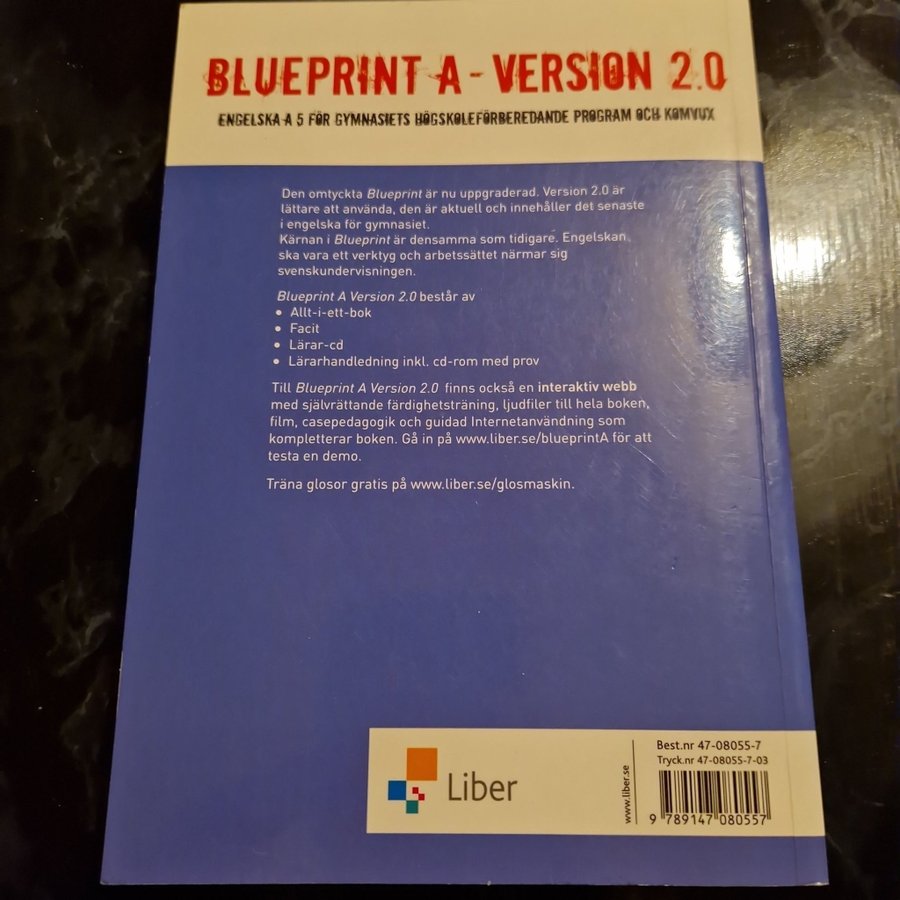 BLUEPRINT A - VERSION 2.0
ENGELSKA A 5 FÖR GYMNASIETS HÖGSKOLEFÖRBEREDANDE PROGRAM OCH KOMVUX
Den omtyckta Blueprint är nu uppgraderad. Version 2.0 är
lättare att använda, den är aktuell och innehåller det senaste
i engelska för gymnasiet.
Kärnan i Blueprint är densamma som tidigare. Engelskan
ska vara ett verktyg och arbetssättet närmar sig
svenskundervisningen.
Blueprint A Version 2.0 består av
• Allt-i-ett-bok
• Facit
• Lärar-cd
• Lärarhandledning inkl. cd-rom med prov
Till Blueprint A Version 2.0 finns också en interaktiv webb
med självrättande färdighetsträning, ljudfiler till hela boken,
film, casepedagogik och guidad Internetanvändning som
kompletterar boken. Gå in på www.liber.se/blueprintA för att
testa en demo.
Träna glosor gratis på www.liber.se/glosmaskin.
Liber
www.liber.se
Best.nr 47-08055-7
Tryck.nr 47-08055-7-03
9 789147 080557